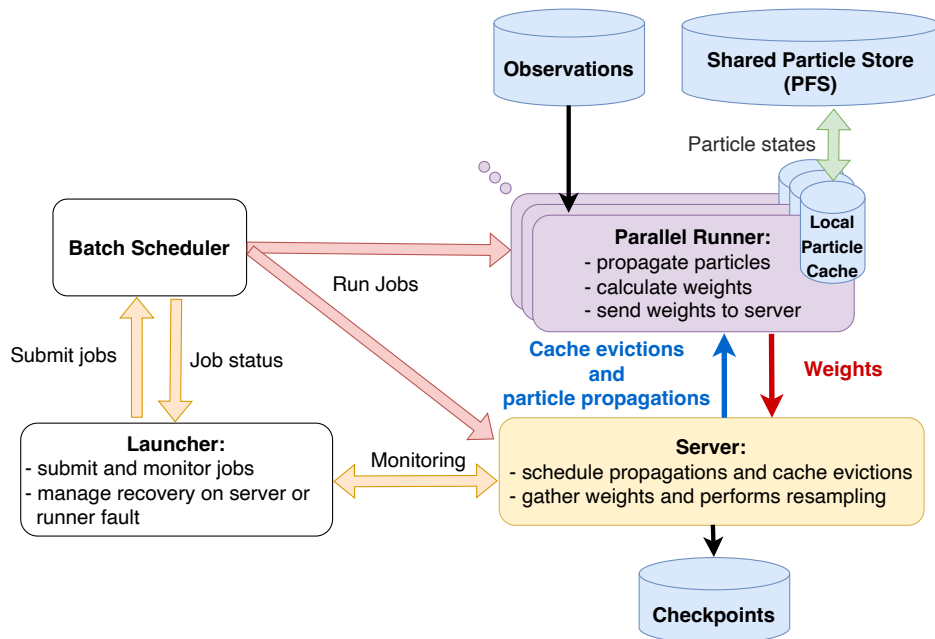 Observations
Shared Particle Store
(PFS)
Particle states
Local
Particle
Cache
Parallel Runner:
- propagate particles
- calculate weights
- send weights to server
Batch Scheduler
Run Jobs
Submit jobs
Job status
Cache evictions
and
particle propagations
Weights
Launcher:
- submit and monitor jobs
- manage recovery on server or
runner fault
Monitoring
Server:
- schedule propagations and cache evictions
- gather weights and performs resampling
Checkpoints